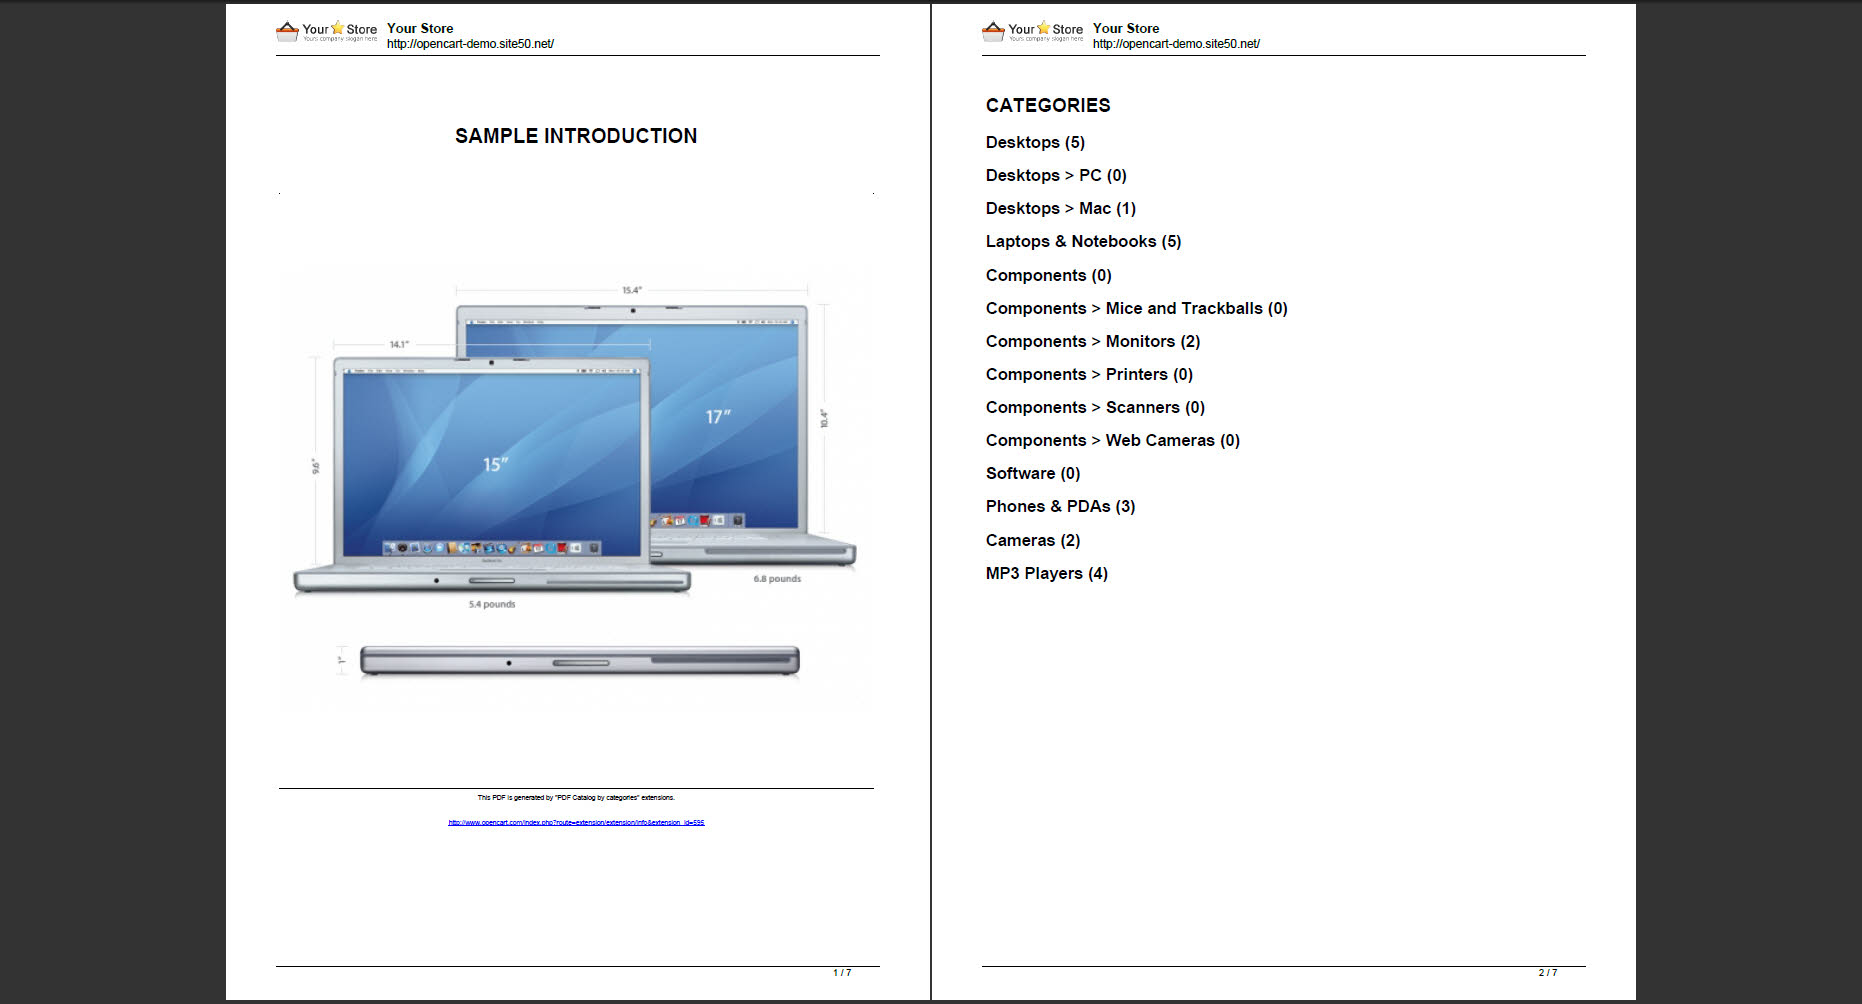 Your Store
Yours company slogan here
Your Store
http://opencart-demo.site50.net/
SAMPLE INTRODUCTION
15.4"
14.1"
17"
10.4"
15"
9.6"
6.8 pounds
5.4 pounds
1"
This PDF is generated by "PDF Catalog by categories" extensions.
http://www.opencart.com/index.php?route=extension/extension/info&extension_id=595
1 / 7
Your Store
Yours company slogan here
Your Store
http://opencart-demo.site50.net/
CATEGORIES
Desktops (5)
Desktops > PC (0)
Desktops > Mac (1)
Laptops & Notebooks (5)
Components (0)
Components > Mice and Trackballs (0)
Components > Monitors (2)
Components > Printers (0)
Components > Scanners (0)
Components > Web Cameras (0)
Software (0)
Phones & PDAs (3)
Cameras (2)
MP3 Players (4)
2 / 7